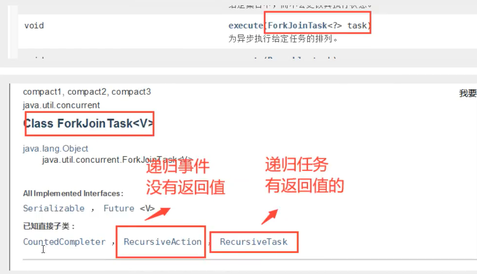 void
execute(ForkJoinTask<?> task)
为异步执行给定任务的排列。
compact1, compact2, compact3
java.util.concurrent
我要
Class ForkJoinTask<V>
java.lang.Object
java.util.concurrent.ForkJoinTask<V>
递归事件
没有返回值
递归任务
有返回值的
All Implemented Interfaces:
Serializable ， Future <V>
已知直接子类：
CountedCompleter ， RecursiveAction ， RecursiveTask